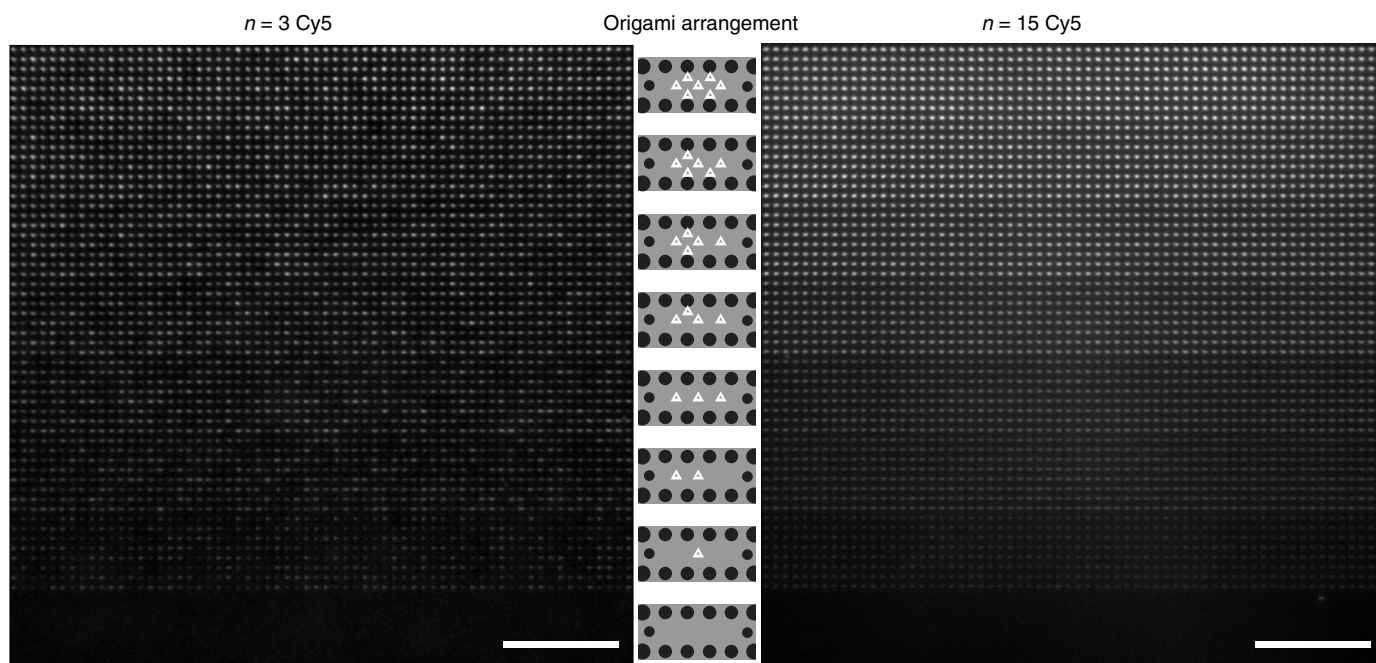 n = 3 Cy5
Origami arrangement
n = 15 Cy5